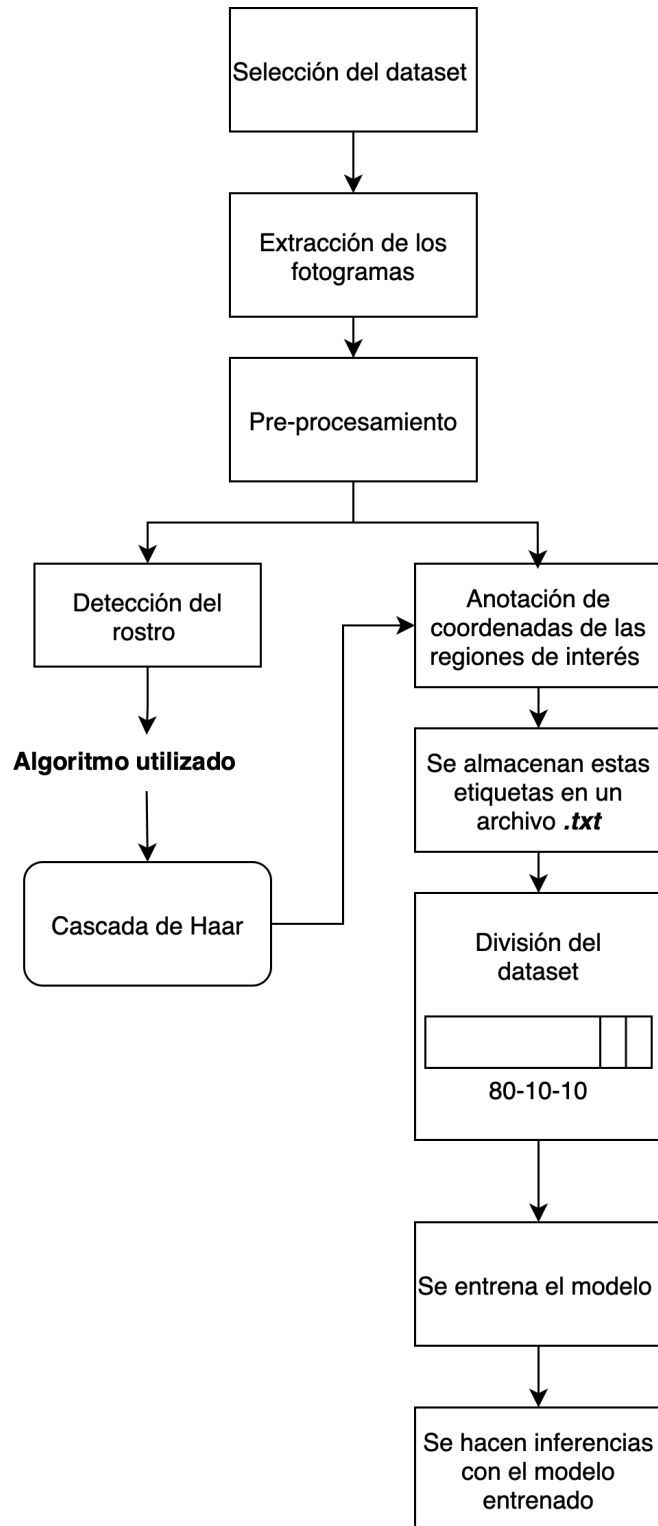 Selección del dataset
Extracción de los
fotogramas
Pre-procesamiento
Detección del
rostro
Algoritmo utilizado
Cascada de Haar
Anotación de
coordenadas de las
regiones de interés
Se almacenan estas
etiquetas en un
archivo .txt
División del
dataset
80-10-10
Se entrena el modelo
Se hacen inferencias
con el modelo
entrenado